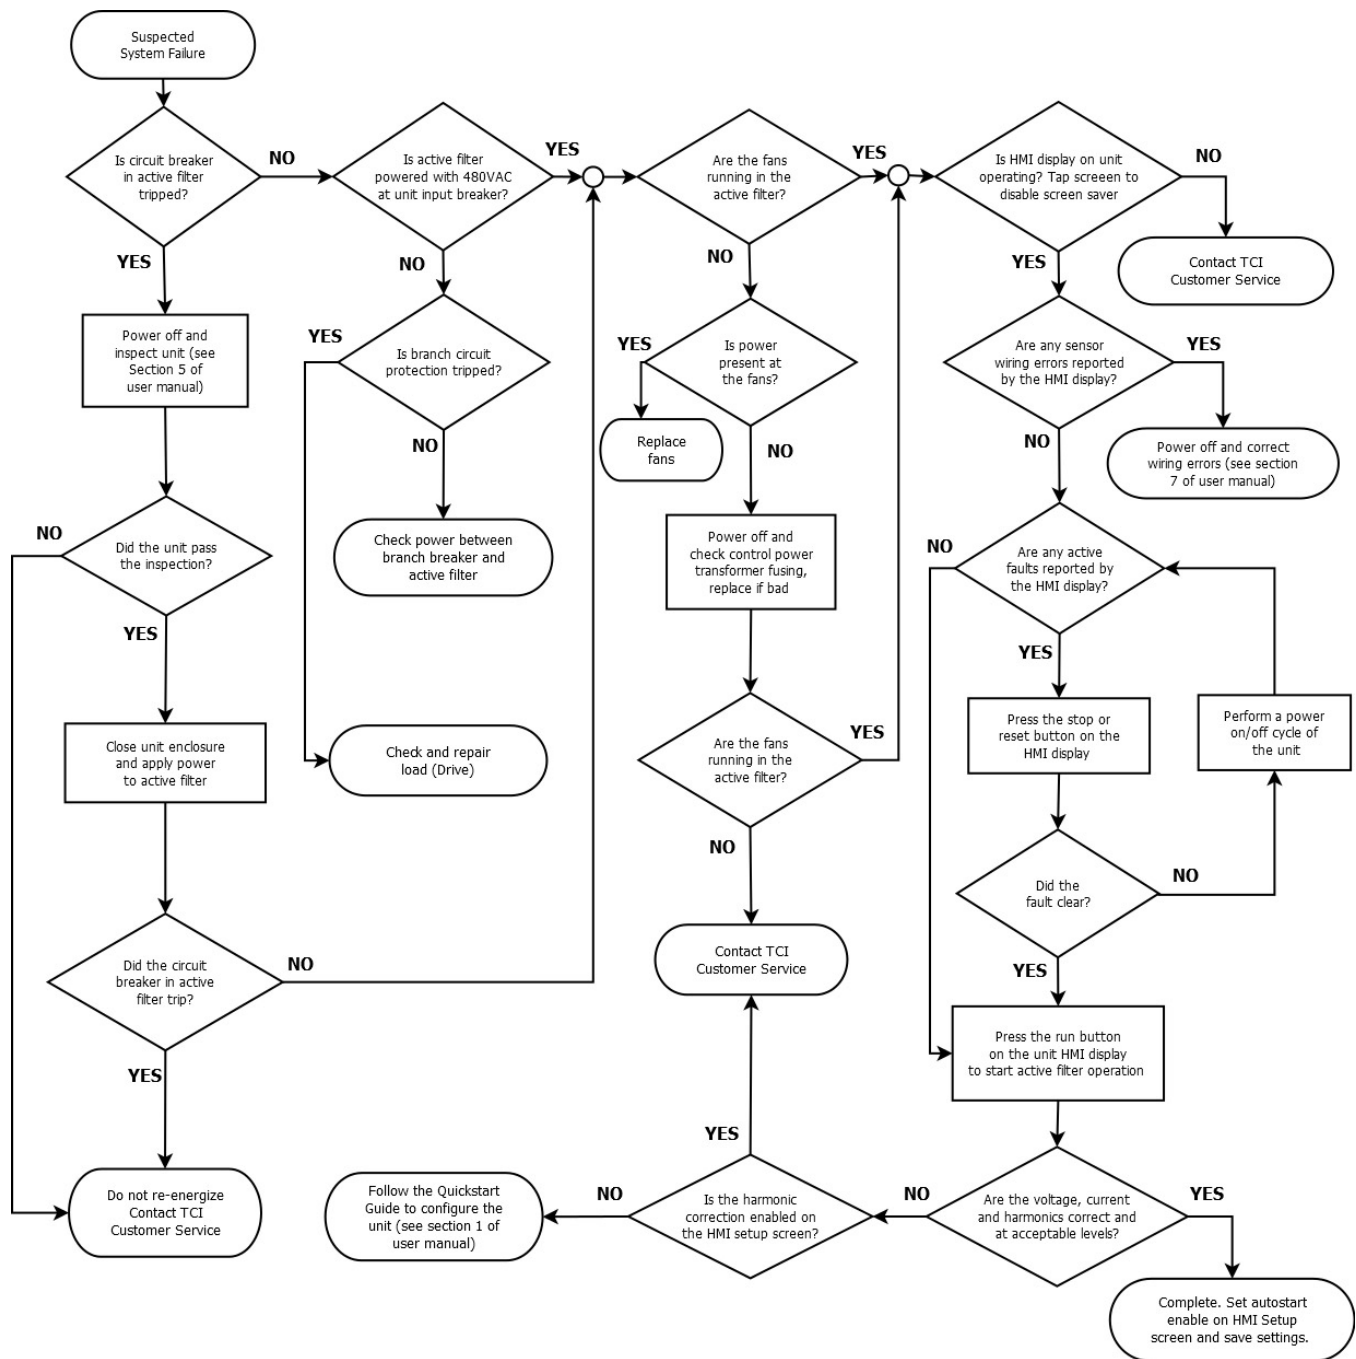 Suspected
System Failure
Is circuit breaker
in active filter
tripped?
NO
YES
Power off and
inspect unit (see
Section 5 of
user manual)
Did the unit pass
the inspection?
NO
YES
Close unit enclosure
and apply power
to active filter
Did the circuit
breaker in active
filter trip?
NO
YES
Do not re-energize
Contact TCI
Customer Service
Is active filter
powered with 480VAC
at unit input breaker?
YES
NO
Is branch circuit
protection tripped?
YES
NO
Check power between
branch breaker and
active filter
Check and repair
load (Drive)
Are the fans
running in the
active filter?
YES
NO
Is power
present at
the fans?
YES
Replace
fans
NO
Power off and
check control power
transformer fusing,
replace if bad
Are the fans
running in the
active filter?
YES
NO
Contact TCI
Customer Service
Is HMI display on unit
operating? Tap screeen to
disable screen saver
NO
Contact TCI
Customer Service
YES
Are any sensor
wiring errors reported
by the HMI display?
YES
Power off and correct
wiring errors (see section
7 of user manual)
NO
Are any active
faults reported by
the HMI display?
NO
YES
Press the stop or
reset button on the
HMI display
Perform a power
on/off cycle of
the unit
Did the
fault clear?
NO
YES
Press the run button
on the unit HMI display
to start active filter operation
Are the voltage, current
and harmonics correct and
at acceptable levels?
YES
Complete. Set autostart
enable on HMI Setup
screen and save settings.
NO
Is the harmonic
correction enabled on
the HMI setup screen?
YES
NO
Follow the Quickstart
Guide to configure the
unit (see section 1 of
user manual)